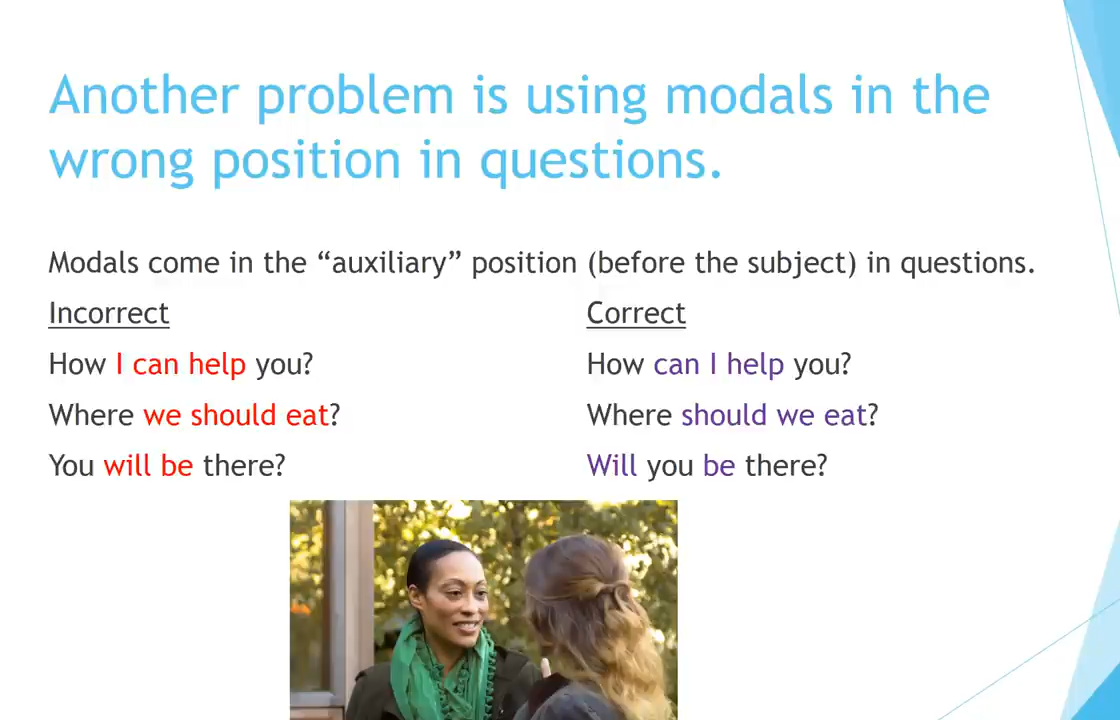 Another problem is using modals in the
wrong position in questions.
Modals come in the “auxiliary” position (before the subject) in questions.
Incorrect
Correct
How I can help you?
How can I help you?
Where we should eat?
Where should we eat?
You will be there?
Will you be there?